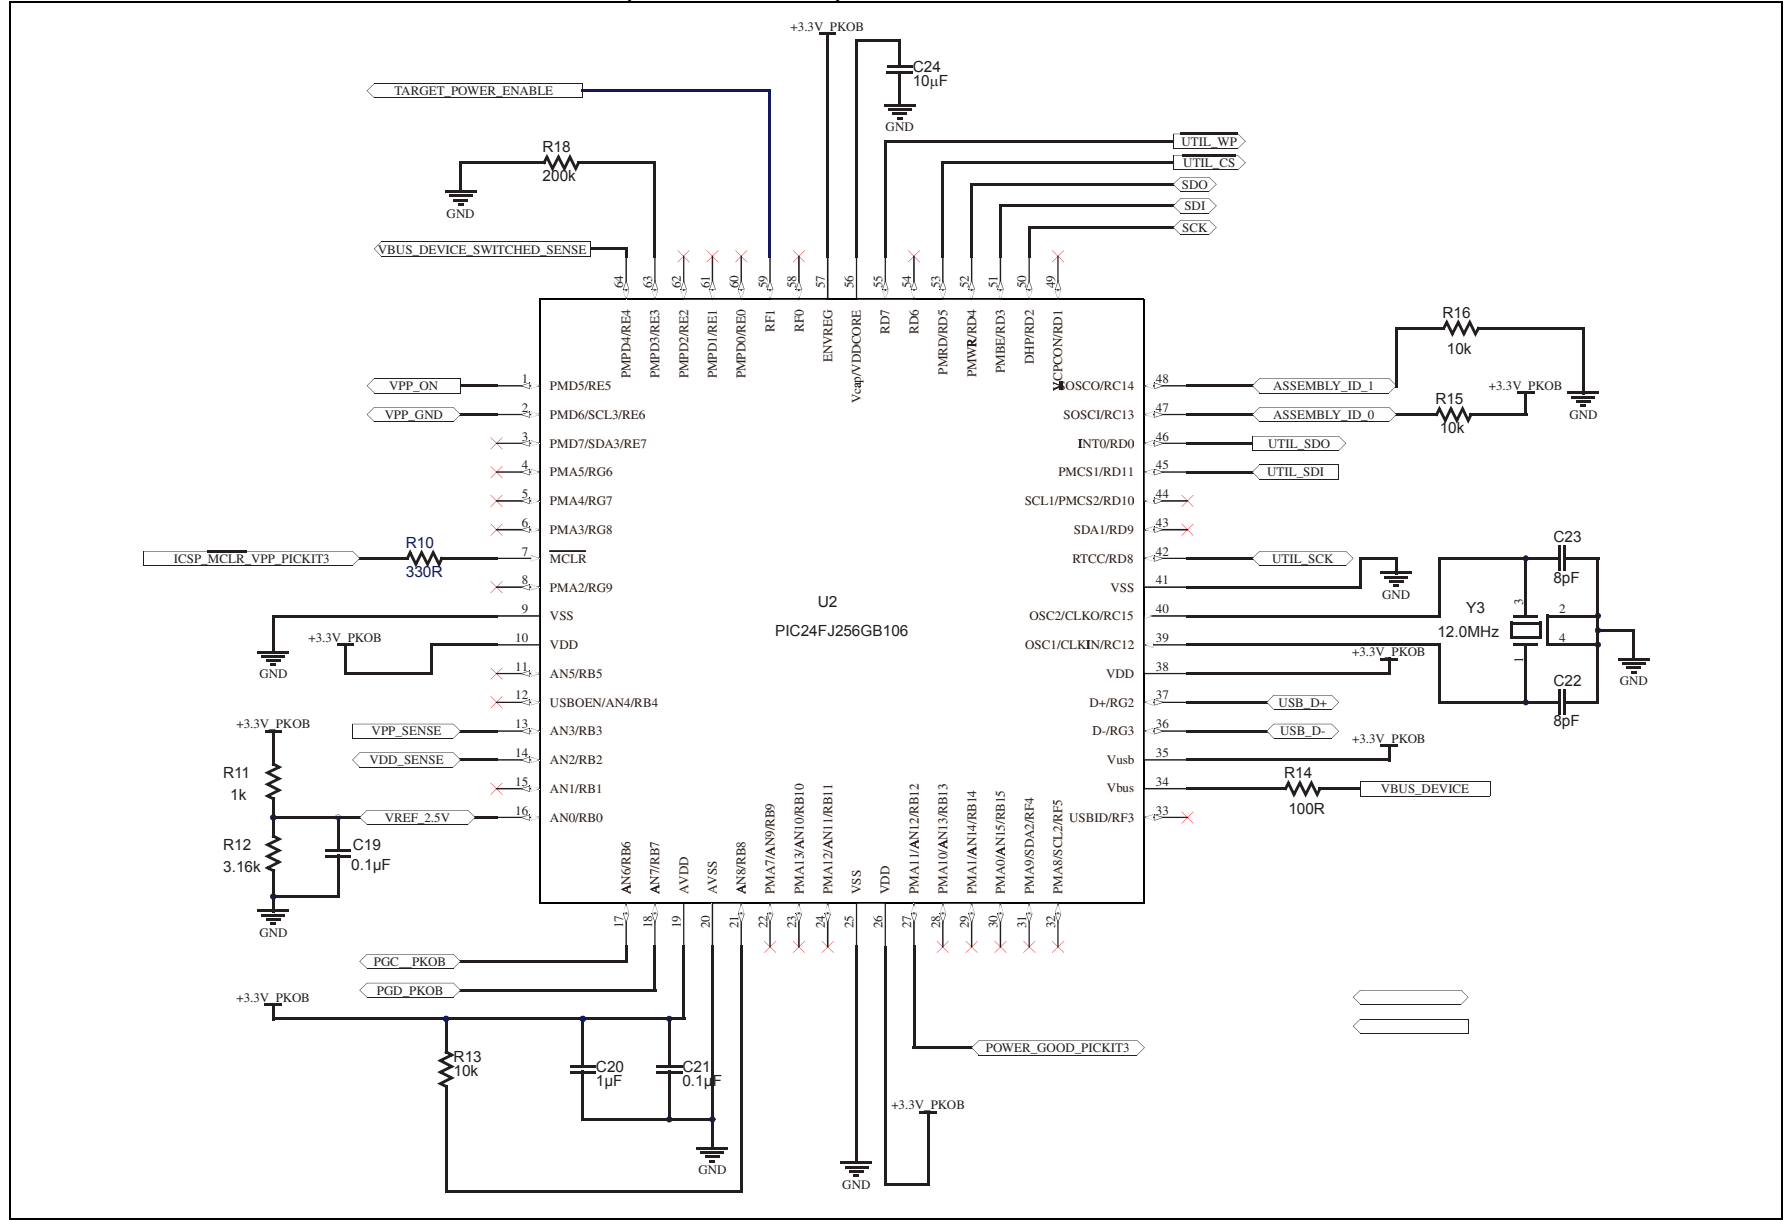 +3.3V_PKOB
C24
10µF
GND
TARGET_POWER_ENABLE
R18
200k
GND
UTIL_WP
UTIL_CS
SDO
SDI
SCK
VBUS_DEVICE_SWITCHED_SENSE
64 63 62 61 60 59 58 57 56 55 54 53 52 51 50 49
PMPD4/RE4
PMPD3/RE3
PMPD2/RE2
PMPD1/RE1
PMPD0/RE0
RF1
RF0
ENVREG
Vcap/VDDCORE
RD7
RD6
PMRD/RD5
PMWR/RD4
PMBE/RD3
DHP/RD2
VCPCON/RD1
VPP_ON 1 PMD5/RE5
VPP_GND 2 PMD6/SCL3/RE6
3 PMD7/SDA3/RE7
4 PMA5/RG6
5 PMA4/RG7
6 PMA3/RG8
ICSP_MCLR_VPP_PICKIT3 R10 330R 7 MCLR
8 PMA2/RG9
9 VSS
GND
+3.3V_PKOB 10 VDD
11 AN5/RB5
12 USBOEN/AN4/RB4
VPP_SENSE 13 AN3/RB3
VDD_SENSE 14 AN2/RB2
15 AN1/RB1
VREF_2.5V 16 AN0/RB0
+3.3V_PKOB
R11
1k
R12
3.16k
C19
0.1µF
GND
U2
PIC24FJ256GB106
SOSCO/RC14 48 ASSEMBLY_ID_1
R16
10k
GND
SOSCI/RC13 47 ASSEMBLY_ID_0
R15
10k
+3.3V_PKOB
INT0/RD0 46 UTIL_SDO
PMCS1/RD11 45 UTIL_SDI
SCL1/PMCS2/RD10 44
SDA1/RD9 43
RTCC/RD8 42 UTIL_SCK
VSS 41
GND
OSC2/CLKO/RC15 40
OSC1/CLKIN/RC12 39
VDD 38
+3.3V_PKOB
D+/RG2 37 USB_D+
D-/RG3 36 USB_D-
Vusb 35
+3.3V_PKOB
Vbus 34
R14
100R
VBUS_DEVICE
USBID/RF3 33
C23
8pF
Y3
12.0MHz
3
2
4
1
C22
8pF
GND
AN6/RB6
AN7/RB7
AVDD
AVSS
AN8/RB8
PMA7/AN9/RB9
PMA13/AN10/RB10
PMA12/AN11/RB11
VSS
VDD
PMA11/AN12/RB12
PMA10/AN13/RB13
PMA1/AN14/RB14
PMA0/AN15/RB15
PMA9/SDA2/RF4
PMA8/SCL2/RF5
17 18 19 20 21 22 23 24 25 26 27 28 29 30 31 32
PGC__PKOB
PGD_PKOB
+3.3V_PKOB
R13
10k
C20
1µF
C21
0.1µF
GND
GND
POWER_GOOD_PICKIT3
+3.3V_PKOB